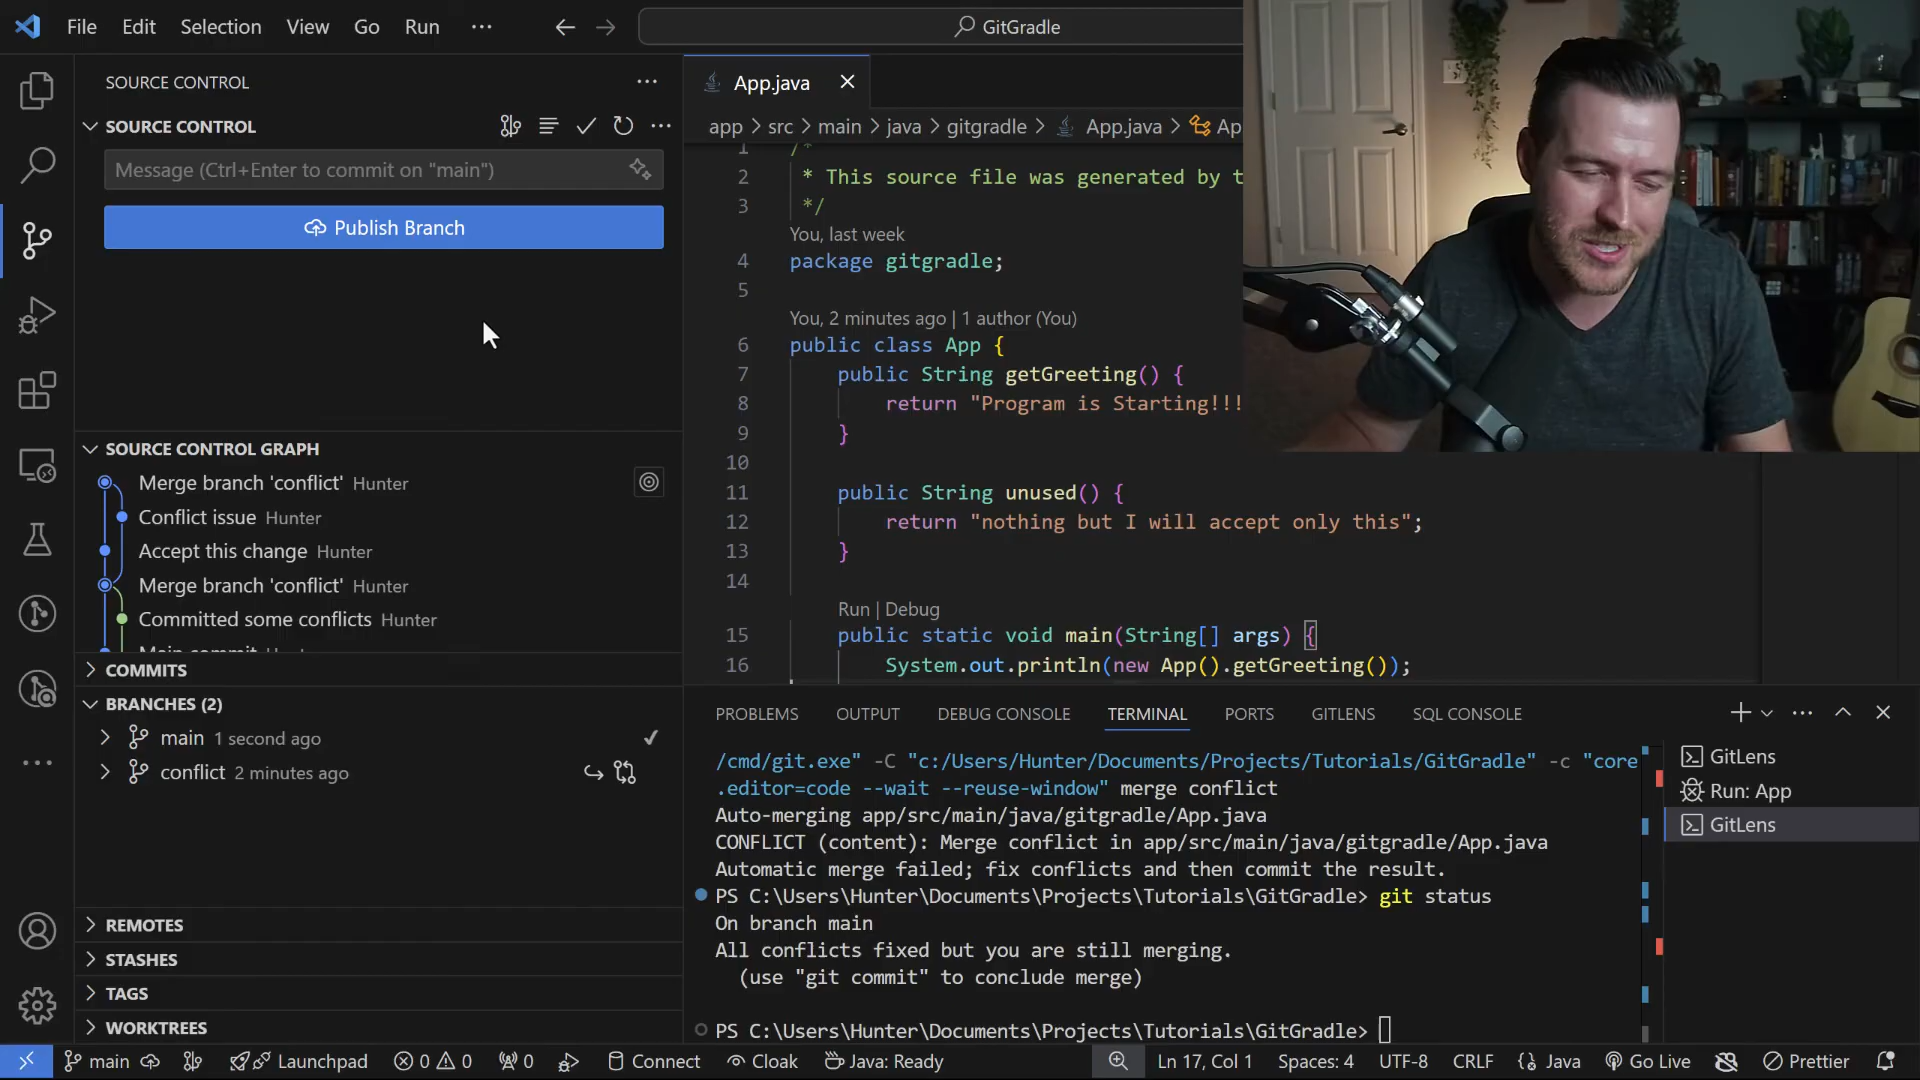 File Edit Selection View Go Run ···
GitGradle
SOURCE CONTROL
SOURCE CONTROL
Message (Ctrl+Enter to commit on "main")
Publish Branch
SOURCE CONTROL GRAPH
Merge branch 'conflict' Hunter
Conflict issue Hunter
Accept this change Hunter
Merge branch 'conflict' Hunter
Committed some conflicts Hunter
Main commit
COMMITS
BRANCHES (2)
main 1 second ago
conflict 2 minutes ago
REMOTES
STASHES
TAGS
WORKTREES
App.java
app > src > main > java > gitgradle > App.java > Ap
1 /*
2 * This source file was generated by t
3 */
You, last week
4 package gitgradle;
5
You, 2 minutes ago | 1 author (You)
6 public class App {
7 public String getGreeting() {
8 return "Program is Starting!!!
9 }
10
11 public String unused() {
12 return "nothing but I will accept only this";
13 }
14
Run | Debug
15 public static void main(String[] args) {
16 System.out.println(new App().getGreeting());
PROBLEMS OUTPUT DEBUG CONSOLE TERMINAL PORTS GITLENS SQL CONSOLE
/cmd/git.exe" -C "c:/Users/Hunter/Documents/Projects/Tutorials/GitGradle" -c "core
.editor=code --wait --reuse-window" merge conflict
Auto-merging app/src/main/java/gitgradle/App.java
CONFLICT (content): Merge conflict in app/src/main/java/gitgradle/App.java
Automatic merge failed; fix conflicts and then commit the result.
PS C:\Users\Hunter\Documents\Projects\Tutorials\GitGradle> git status
On branch main
All conflicts fixed but you are still merging.
(use "git commit" to conclude merge)
PS C:\Users\Hunter\Documents\Projects\Tutorials\GitGradle>
GitLens
Run: App
GitLens
main Launchpad 0 0 0 Connect Cloak Java: Ready Ln 17, Col 1 Spaces: 4 UTF-8 CRLF {} Java Go Live Prettier